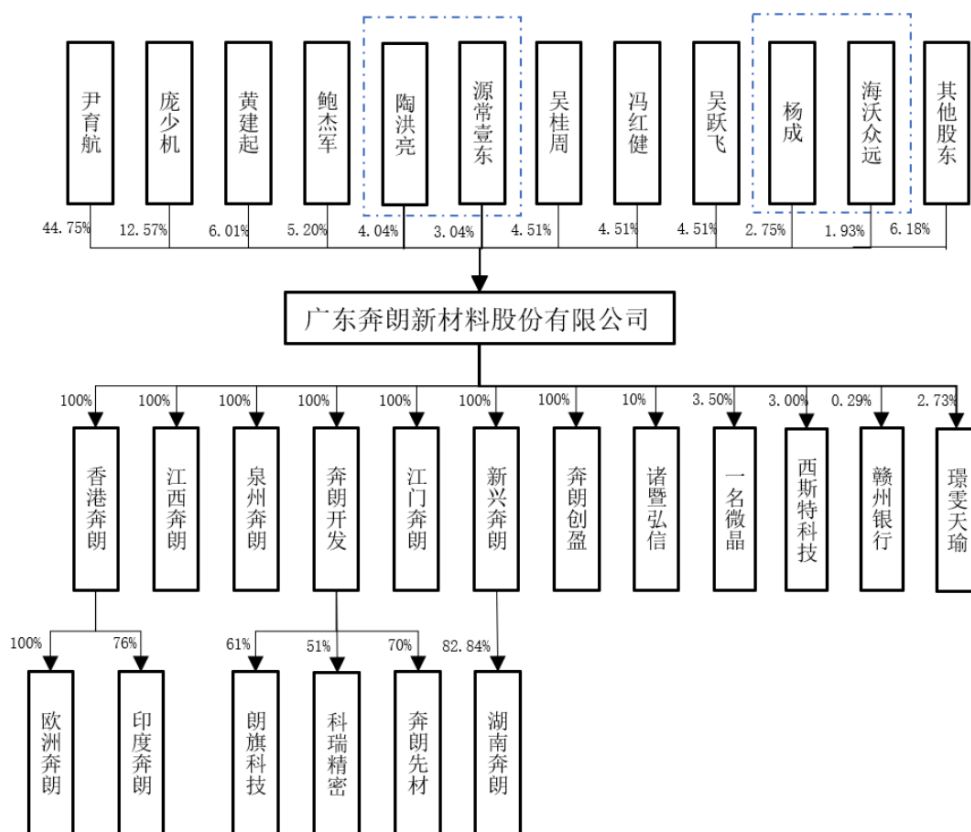 尹育航
庞少机
黄建起
鲍杰军
陶洪亮
源常壹东
吴桂周
冯红健
吴跃飞
杨成
海沃众远
其他股东
44.75%
12.57%
6.01%
5.20%
4.04%
3.04%
4.51%
4.51%
4.51%
2.75%
1.93%
6.18%
广东奔朗新材料股份有限公司
100%
100%
100%
100%
100%
100%
100%
10%
3.50%
3.00%
0.29%
2.73%
香港奔朗
江西奔朗
泉州奔朗
奔朗开发
江门奔朗
新兴奔朗
奔朗创盈
诸暨弘信
一名微晶
西斯特科技
赣州银行
璟雯天瑜
100%
76%
61%
51%
70%
82.84%
欧洲奔朗
印度奔朗
朗旗科技
科瑞精密
奔朗先材
湖南奔朗